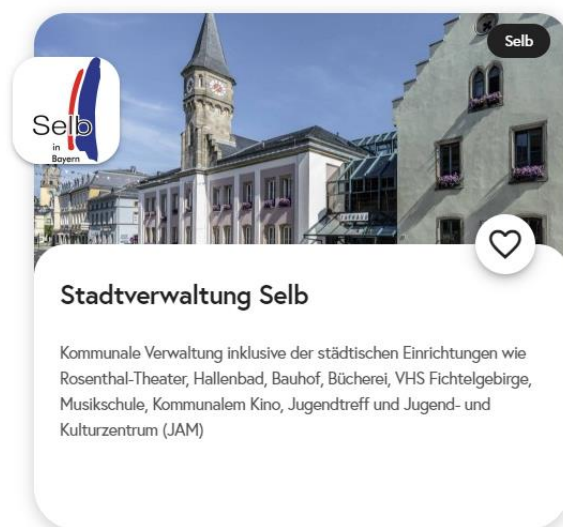 Selb
Selb
in
Bayern
Stadtverwaltung Selb
Kommunale Verwaltung inklusive der städtischen Einrichtungen wie
Rosenthal-Theater, Hallenbad, Bauhof, Bücherei, VHS Fichtelgebirge,
Musikschule, Kommunalem Kino, Jugendtreff und Jugend- und
Kulturzentrum (JAM)